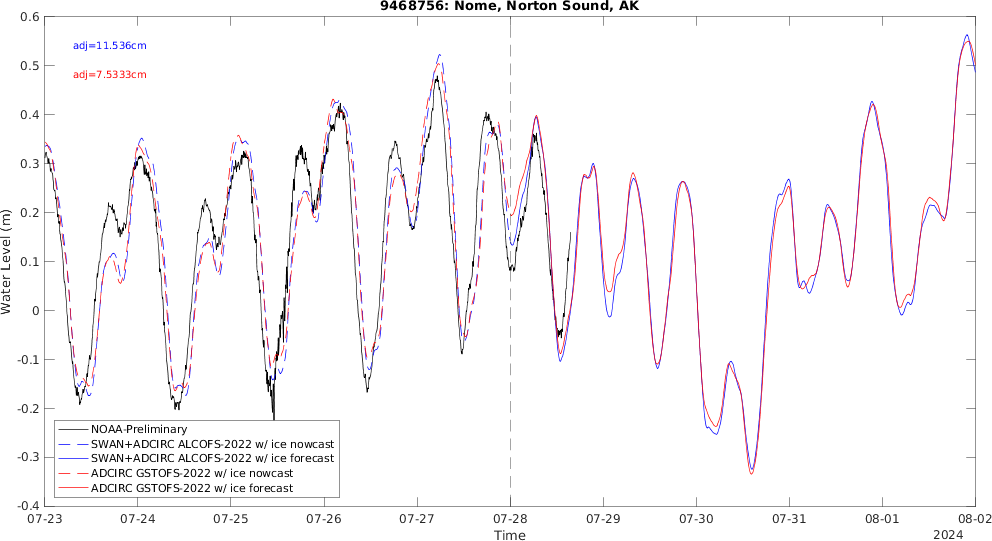 9468756: Nome, Norton Sound, AK
adj=11.536cm
adj=7.5333cm
Water Level (m)
0.6
0.5
0.4
0.3
0.2
0.1
0
-0.1
-0.2
-0.3
-0.4
NOAA-Preliminary
SWAN+ADCIRC ALCOFS-2022 w/ ice nowcast
SWAN+ADCIRC ALCOFS-2022 w/ ice forecast
ADCIRC GSTOFS-2022 w/ ice nowcast
ADCIRC GSTOFS-2022 w/ ice forecast
07-23 07-24 07-25 07-26 07-27 07-28 07-29 07-30 07-31 08-01 08-02
Time
2024